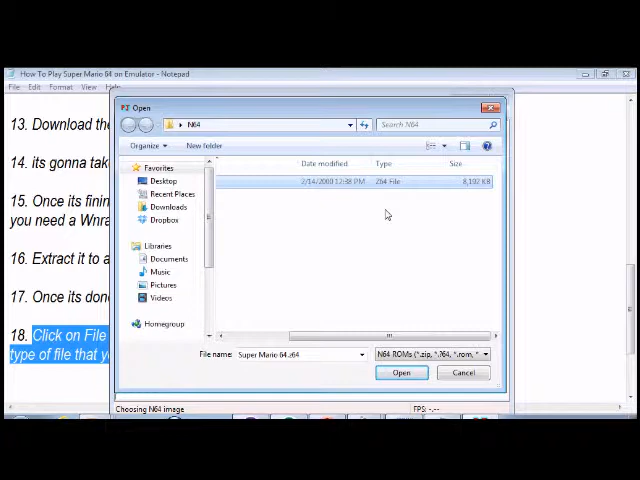 How To Play Super Mario 64 on Emulator - Notepad
File Edit Format View Help
13. Download the
14. its gonna tak
15. Once its finin
you need a Wnra
16. Extract it to a
17. Once its done
18. Click on File
type of file that yo
Open
N64
Search N64
Organize New folder
Date modified Type Size
2/14/2000 12:38 PM Z64 File 8,192 KB
Favorites
Desktop
Recent Places
Downloads
Dropbox
Libraries
Documents
Music
Pictures
Videos
Homegroup
File name: Super Mario 64.z64 N64 ROMs (*.zip, *.?64, *.rom, *
Open Cancel
Choosing N64 image FPS: -.--